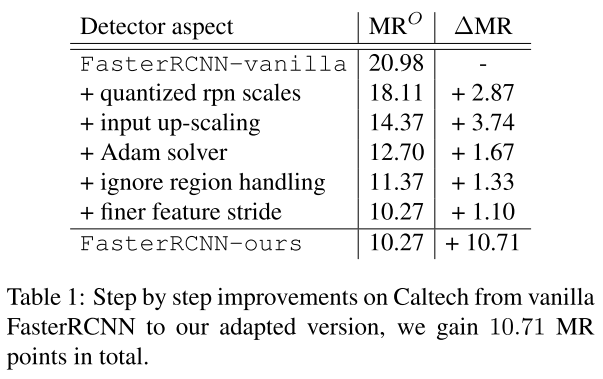 Detector aspect MR^O ΔMR
FasterRCNN-vanilla 20.98 -
+ quantized rpn scales 18.11 + 2.87
+ input up-scaling 14.37 + 3.74
+ Adam solver 12.70 + 1.67
+ ignore region handling 11.37 + 1.33
+ finer feature stride 10.27 + 1.10
FasterRCNN-ours 10.27 + 10.71
Table 1: Step by step improvements on Caltech from vanilla
FasterRCNN to our adapted version, we gain 10.71 MR
points in total.